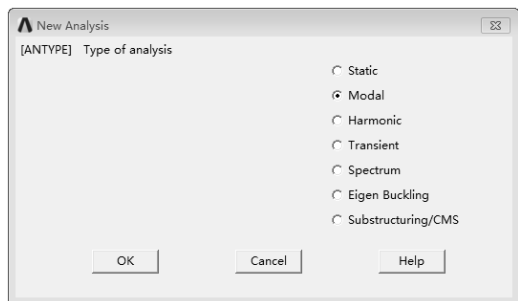 New Analysis
[ANTYPE] Type of analysis
Static
Modal
Harmonic
Transient
Spectrum
Eigen Buckling
Substructuring/CMS
OK Cancel Help